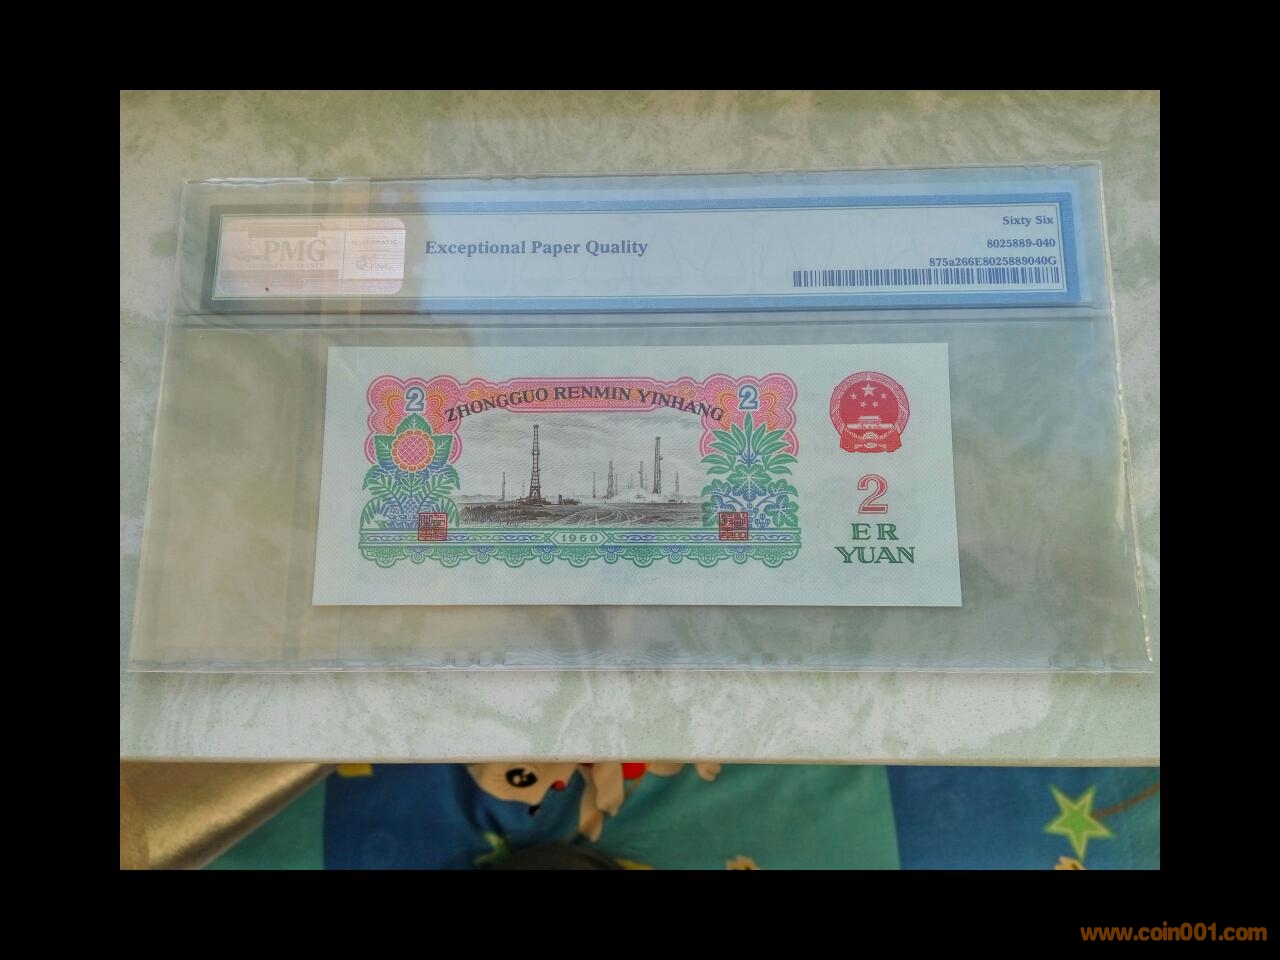 PMG
Exceptional Paper Quality
Sixty Six
8025889-040
875a266E8025889040G
2
ZHONGGUO RENMIN YINHANG
2
1960
2
ER
YUAN
www.coin001.com